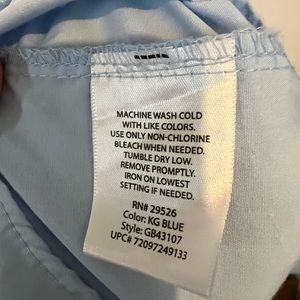 MACHINE WASH COLD
WITH LIKE COLORS.
USE ONLY NON-CHLORINE
BLEACH WHEN NEEDED.
TUMBLE DRY LOW.
REMOVE PROMPTLY.
IRON ON LOWEST
SETTING IF NEEDED.
RN# 29526
Color: KG BLUE
Style: GB43107
UPC# 72097249133